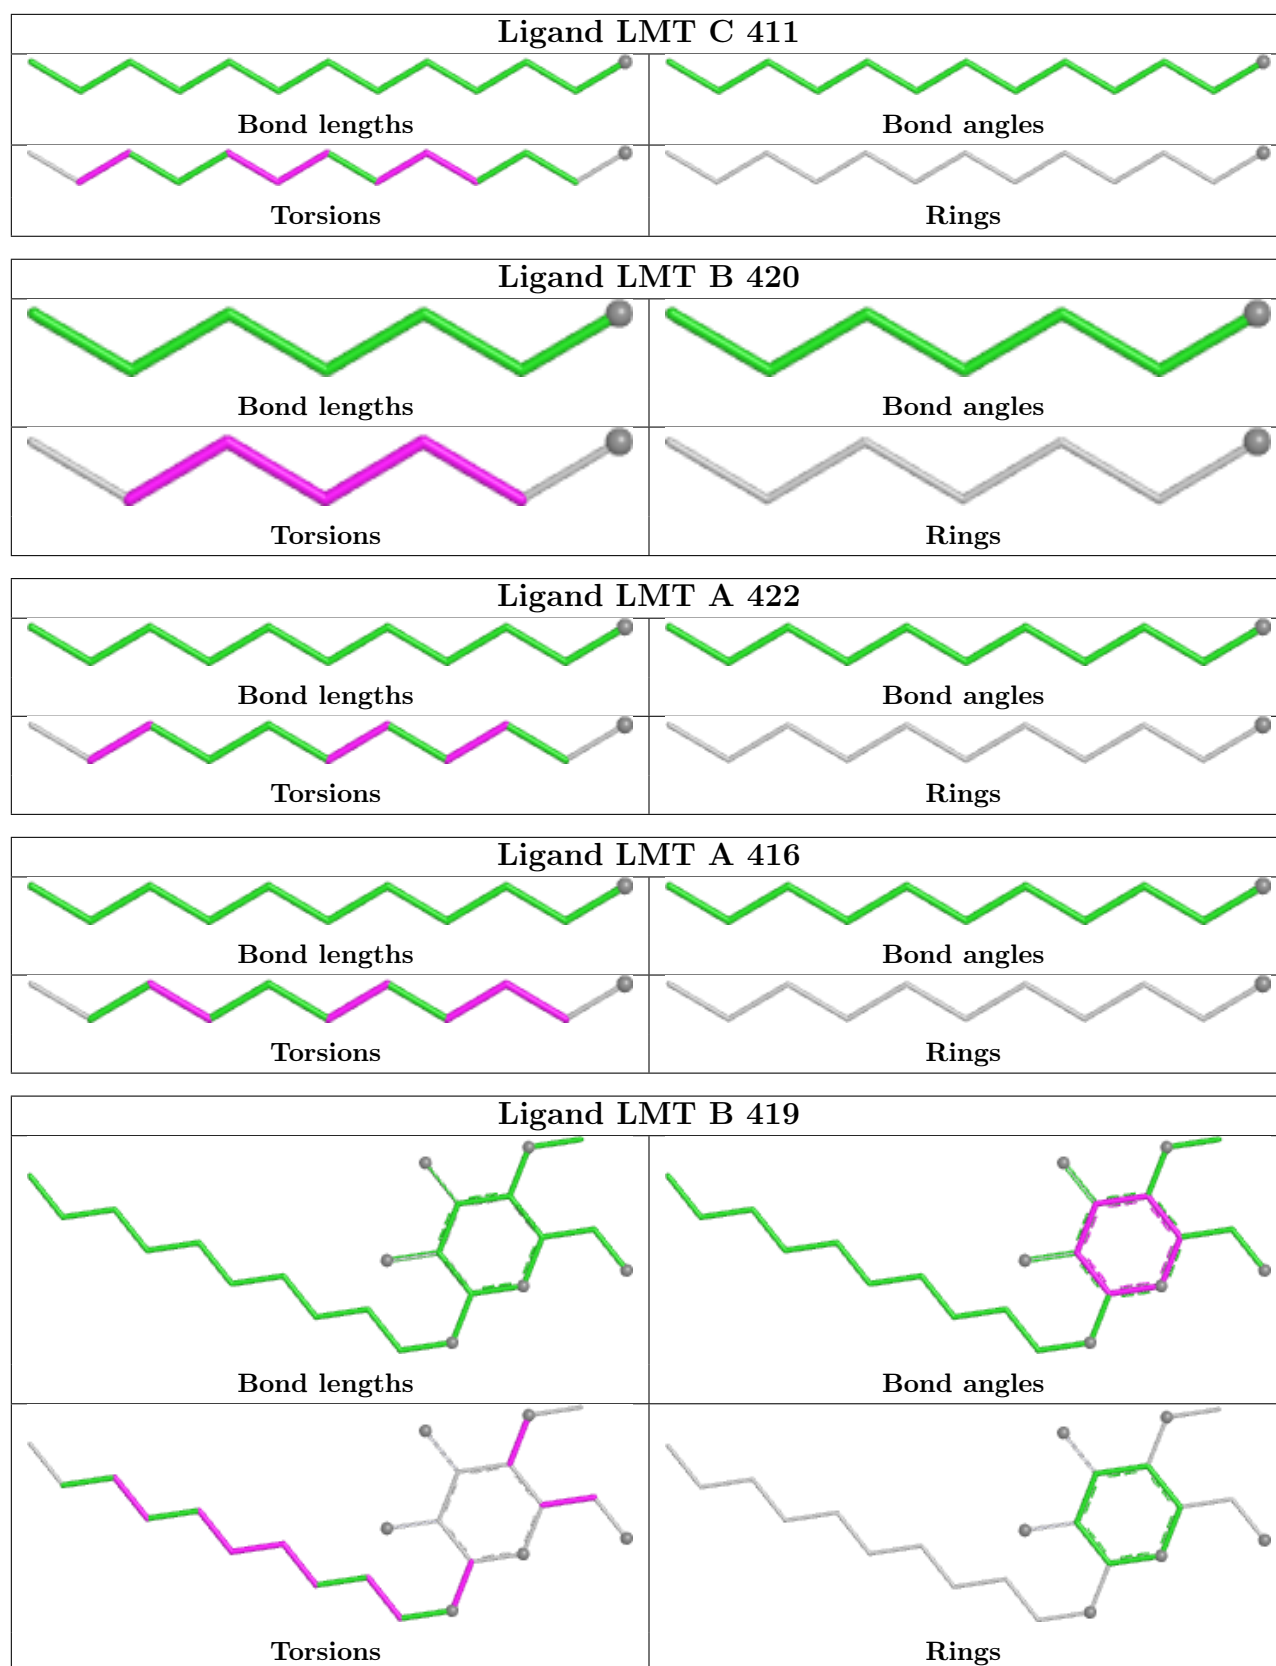 Ligand LMT C 411
Bond lengths
Bond angles
Torsions
Rings
Ligand LMT B 420
Bond lengths
Bond angles
Torsions
Rings
Ligand LMT A 422
Bond lengths
Bond angles
Torsions
Rings
Ligand LMT A 416
Bond lengths
Bond angles
Torsions
Rings
Ligand LMT B 419
Bond lengths
Bond angles
Torsions
Rings